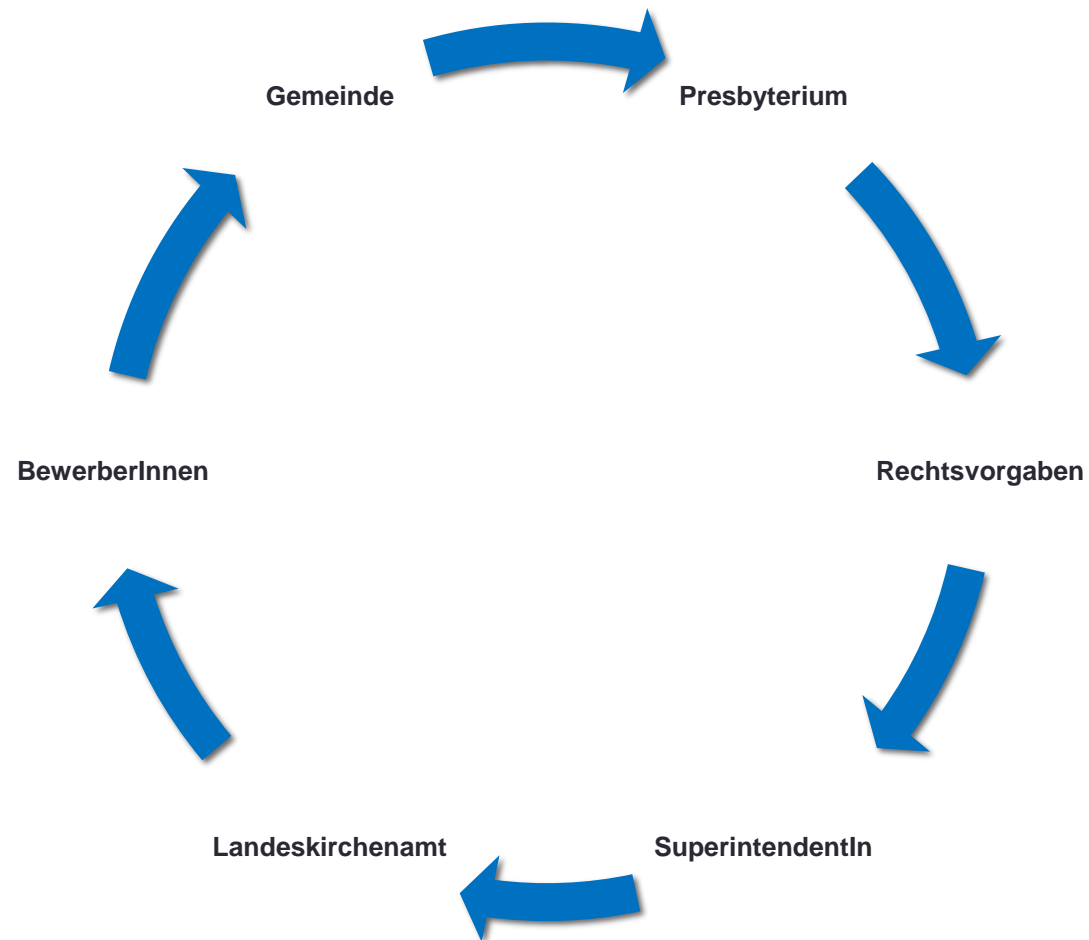 Gemeinde
Presbyterium
BewerberInnen
Rechtsvorgaben
Landeskirchenamt
SuperintendentIn